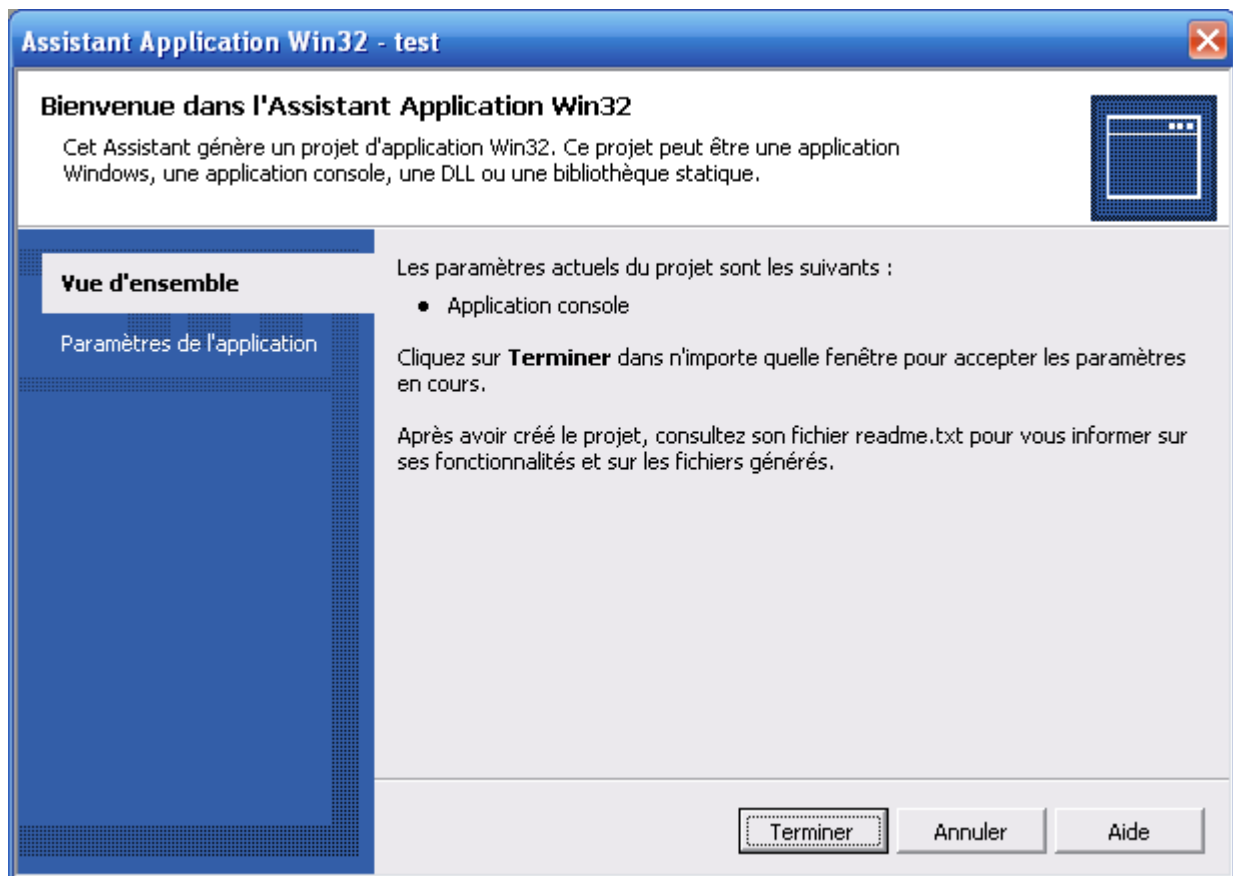 Assistant Application Win32 - test
Bienvenue dans l'Assistant Application Win32
Cet Assistant génère un projet d'application Win32. Ce projet peut être une application
Windows, une application console, une DLL ou une bibliothèque statique.
Vue d'ensemble
Paramètres de l'application
Les paramètres actuels du projet sont les suivants :
● Application console
Cliquez sur Terminer dans n'importe quelle fenêtre pour accepter les paramètres
en cours.
Après avoir créé le projet, consultez son fichier readme.txt pour vous informer sur
ses fonctionnalités et sur les fichiers générés.
Terminer
Annuler
Aide